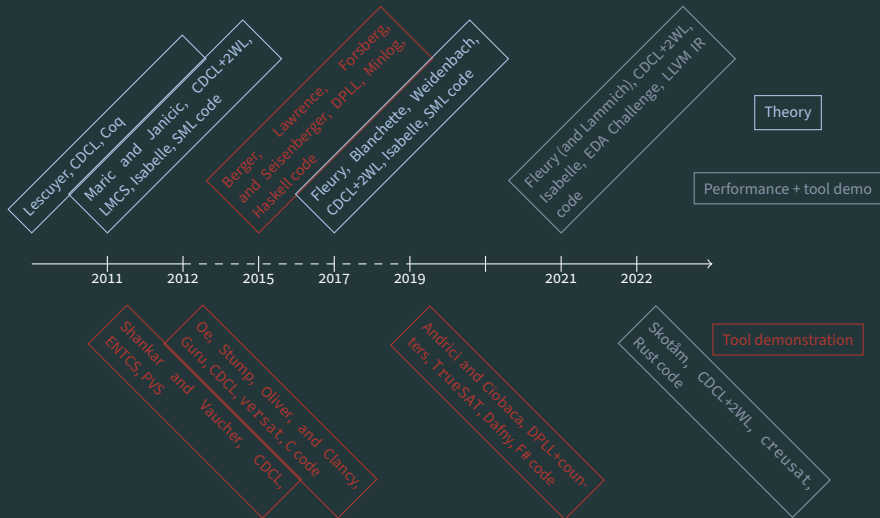 Lescuyer, CDCL, Coq
Maric and Janicic, CDCL+2WL,
LMCS, Isabelle, SML code
Berger, Lawrence, Forsberg,
and Seisenberger, DPLL, Minlog,
Haskell code
Fleury, Blanchette, Weidenbach,
CDCL+2WL, Isabelle, SML code
Fleury (and Lammich), CDCL+2WL,
Isabelle, EDA Challenge, LLVM IR
code
Theory
Performance + tool demo
2011 2012 2015 2017 2019 2021 2022
Shankar and Vaucher, CDCL,
ENTCS, PVS
Oe, Stump, Oliver, and Clancy,
Guru, CDCL, versat, C code
Andrici and Ciobaca, DPLL+coun-
ters, TrueSAT, Dafny, F# code
Skotåm, CDCL+2WL, creusat,
Rust code
Tool demonstration